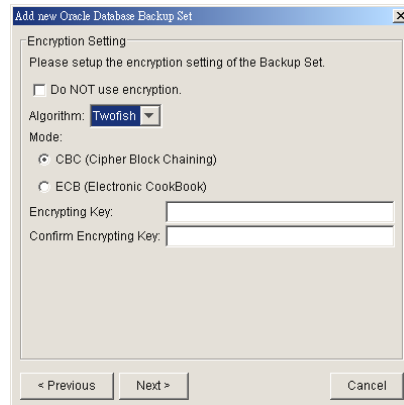 Add new Oracle Database Backup Set
Encryption Setting
Please setup the encryption setting of the Backup Set.
Do NOT use encryption.
Algorithm: Twofish
Mode:
CBC (Cipher Block Chaining)
ECB (Electronic CookBook)
Encrypting Key:
Confirm Encrypting Key:
< Previous Next > Cancel